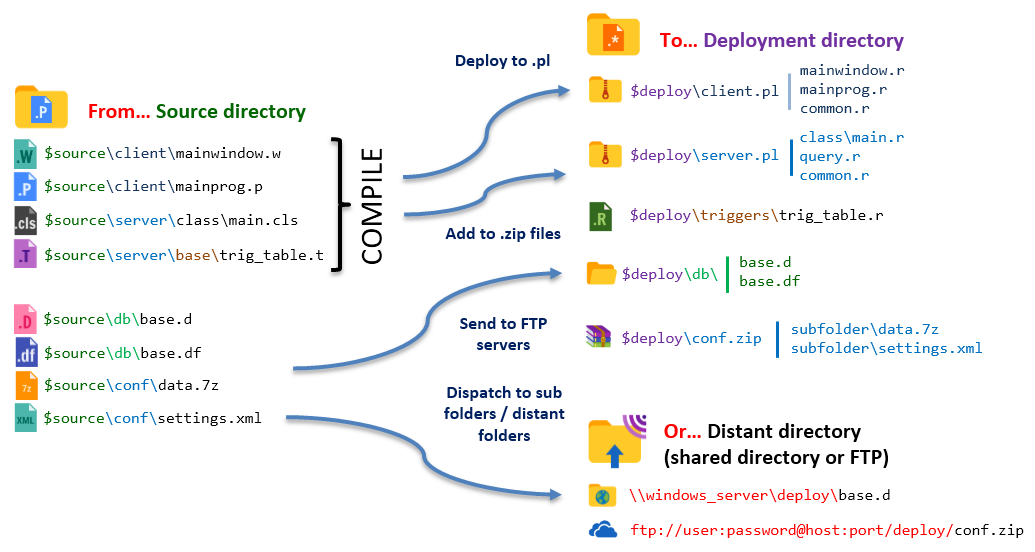 From... Source directory
.P
.W $source\client\mainwindow.w
.P $source\client\mainprog.p
.cls $source\server\class\main.cls
.T $source\server\base\trig_table.t
COMPILE
.D $source\db\base.d
.df $source\db\base.df
7z $source\conf\data.7z
XML $source\conf\settings.xml
Deploy to .pl
Add to .zip files
Send to FTP
servers
Dispatch to sub
folders / distant
folders
.*
To... Deployment directory
$deploy\client.pl
mainwindow.r
mainprog.r
common.r
$deploy\server.pl
class\main.r
query.r
common.r
.R $deploy\triggers\trig_table.r
$deploy\db\
base.d
base.df
$deploy\conf.zip
subfolder\data.7z
subfolder\settings.xml
Or... Distant directory
(shared directory or FTP)
\\windows_server\deploy\base.d
ftp://user:password@host:port/deploy/conf.zip